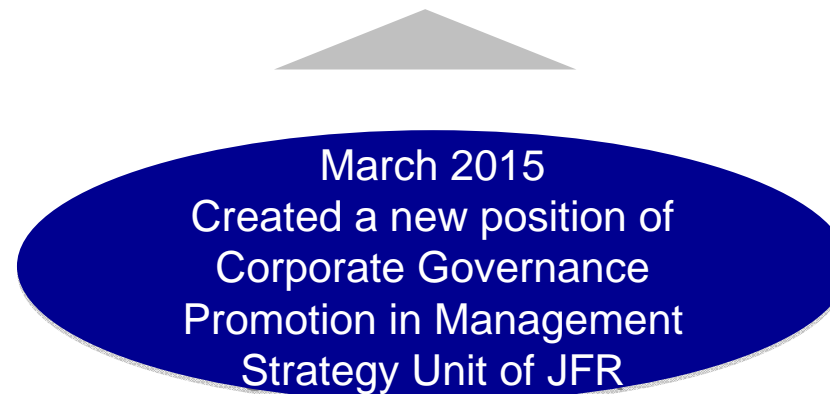 March 2015
Created a new position of
Corporate Governance
Promotion in Management
Strategy Unit of JFR